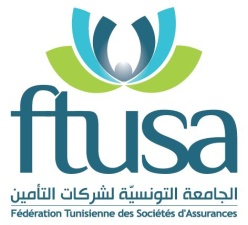 ftusa
الجامعة التونسيّة لشركات التأمين
Fédération Tunisienne des Sociétés d'Assurances